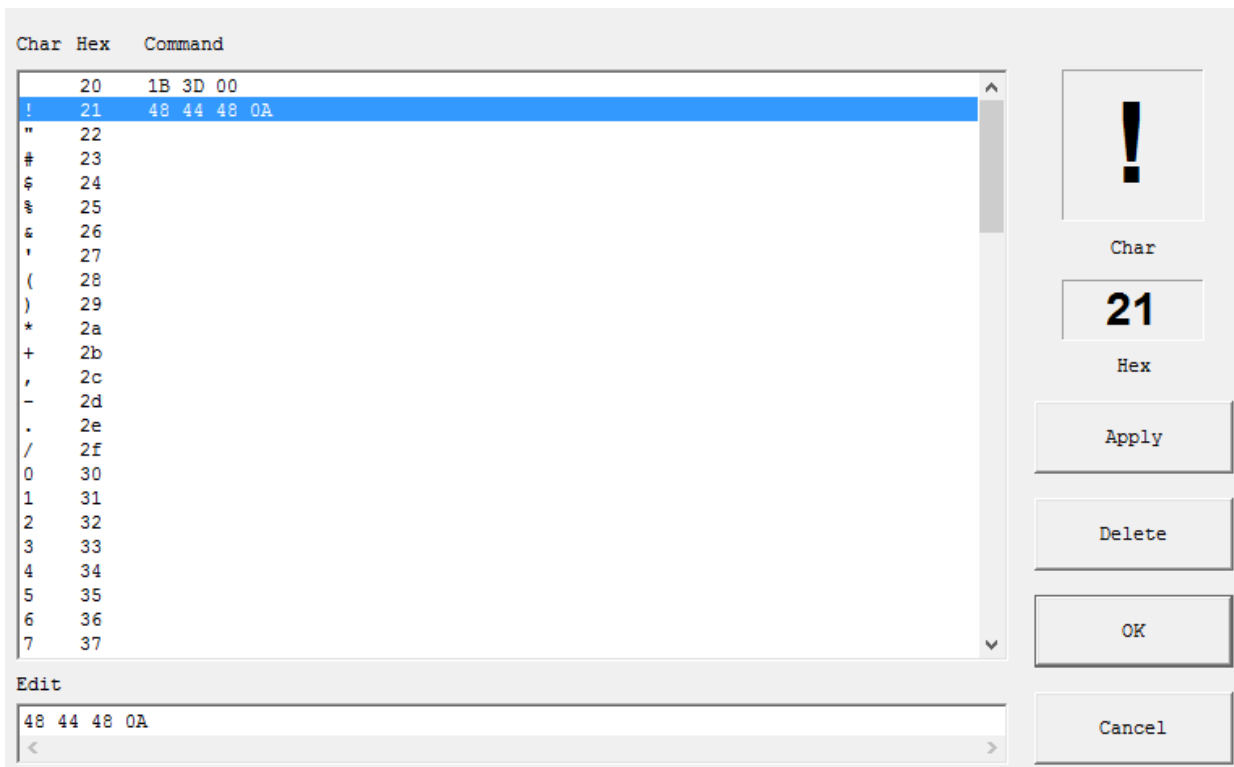 Char Hex Command
20 1B 3D 00
! 21 48 44 48 0A
" 22
# 23
$ 24
% 25
& 26
' 27
( 28
) 29
* 2a
+ 2b
, 2c
- 2d
. 2e
/ 2f
0 30
1 31
2 32
3 33
4 34
5 35
6 36
7 37
Edit
48 44 48 0A
!
Char
21
Hex
Apply
Delete
OK
Cancel